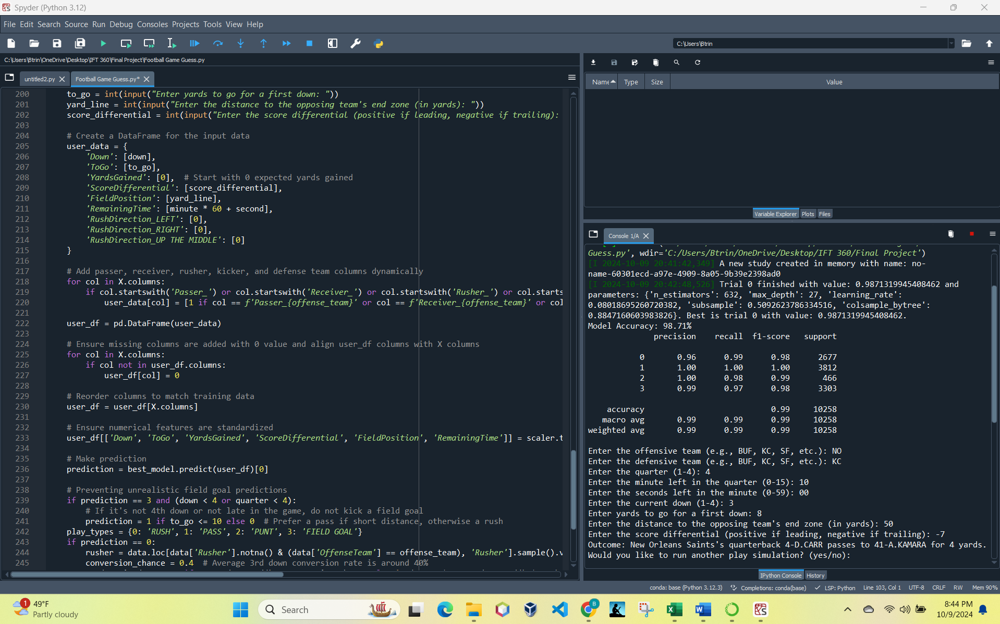 Spyder (Python 3.12)
File Edit Search Source Run Debug Consoles Projects Tools View Help
C:\Users\Btrin
C:\Users\Btrin\OneDrive\Desktop\IFT 360\Final Project\Football Game Guess.py
untitled2.py
Football Game Guess.py*
200 to_go = int(input("Enter yards to go for a first down: "))
201 yard_line = int(input("Enter the distance to the opposing team's end zone (in yards): "))
202 score_differential = int(input("Enter the score differential (positive if leading, negative if trailing):
203
204 # Create a DataFrame for the input data
205 user_data = {
206 'Down': [down],
207 'ToGo': [to_go],
208 'YardsGained': [0], # Start with 0 expected yards gained
209 'ScoreDifferential': [score_differential],
210 'FieldPosition': [yard_line],
211 'RemainingTime': [minute * 60 + second],
212 'RushDirection_LEFT': [0],
213 'RushDirection_RIGHT': [0],
214 'RushDirection_UP THE MIDDLE': [0]
215 }
216
217 # Add passer, receiver, rusher, kicker, and defense team columns dynamically
218 for col in X.columns:
219 if col.startswith('Passer_') or col.startswith('Receiver_') or col.startswith('Rusher_') or col.starts
220 user_data[col] = [1 if col == f'Passer_{offense_team}' or col == f'Receiver_{offense_team}' or col
221
222 user_df = pd.DataFrame(user_data)
223
224 # Ensure missing columns are added with 0 value and align user_df columns with X columns
225 for col in X.columns:
226 if col not in user_df.columns:
227 user_df[col] = 0
228
229 # Reorder columns to match training data
230 user_df = user_df[X.columns]
231
232 # Ensure numerical features are standardized
233 user_df[['Down', 'ToGo', 'YardsGained', 'ScoreDifferential', 'FieldPosition', 'RemainingTime']] = scaler.t
234
235 # Make prediction
236 prediction = best_model.predict(user_df)[0]
237
238 # Preventing unrealistic field goal predictions
239 if prediction == 3 and (down < 4 or quarter < 4):
240 # If it's not 4th down or not late in the game, do not kick a field goal
241 prediction = 1 if to_go <= 10 else 0 # Prefer a pass if short distance, otherwise a rush
242 play_types = {0: 'RUSH', 1: 'PASS', 2: 'PUNT', 3: 'FIELD GOAL'}
243 if prediction == 0:
244 rusher = data.loc[data['Rusher'].notna() & (data['OffenseTeam'] == offense_team), 'Rusher'].sample().v
245 conversion_chance = 0.4 # Average 3rd down conversion rate is around 40%
Name Type Size Value
Variable Explorer Plots Files
Console 1/A
Guess.py', wdir='C:/Users/Btrin/OneDrive/Desktop/IFT 360/Final Project')
[I 2024-10-09 20:41:42,349] A new study created in memory with name: no-
name-60301ecd-a97e-4909-8a05-9b39e2398ad0
[I 2024-10-09 20:42:48,526] Trial 0 finished with value: 0.9871319945408462 and
parameters: {'n_estimators': 632, 'max_depth': 27, 'learning_rate':
0.08018695260720382, 'subsample': 0.5092623786334516, 'colsample_bytree':
0.8847160603983826}. Best is trial 0 with value: 0.9871319945408462.
Model Accuracy: 98.71%
precision recall f1-score support
0 0.96 0.99 0.98 2677
1 1.00 1.00 1.00 3812
2 1.00 0.98 0.99 466
3 0.99 0.97 0.98 3303
accuracy 0.99 10258
macro avg 0.99 0.99 0.99 10258
weighted avg 0.99 0.99 0.99 10258
Enter the offensive team (e.g., BUF, KC, SF, etc.): NO
Enter the defensive team (e.g., BUF, KC, SF, etc.): KC
Enter the quarter (1-4): 4
Enter the minute left in the quarter (0-15): 10
Enter the seconds left in the minute (0-59): 00
Enter the current down (1-4): 3
Enter yards to go for a first down: 8
Enter the distance to the opposing team's end zone (in yards): 50
Enter the score differential (positive if leading, negative if trailing): -7
Outcome: New Orleans Saints's quarterback 4-D.CARR passes to 41-A.KAMARA for 4 yards.
Would you like to run another play simulation? (yes/no):
IPython Console History
conda: base (Python 3.12.3) Completions: conda(base) LSP: Python Line 103, Col 1 UTF-8 CRLF RW Mem 90%
1
49°F
Partly cloudy
Search
B
8:44 PM
10/9/2024